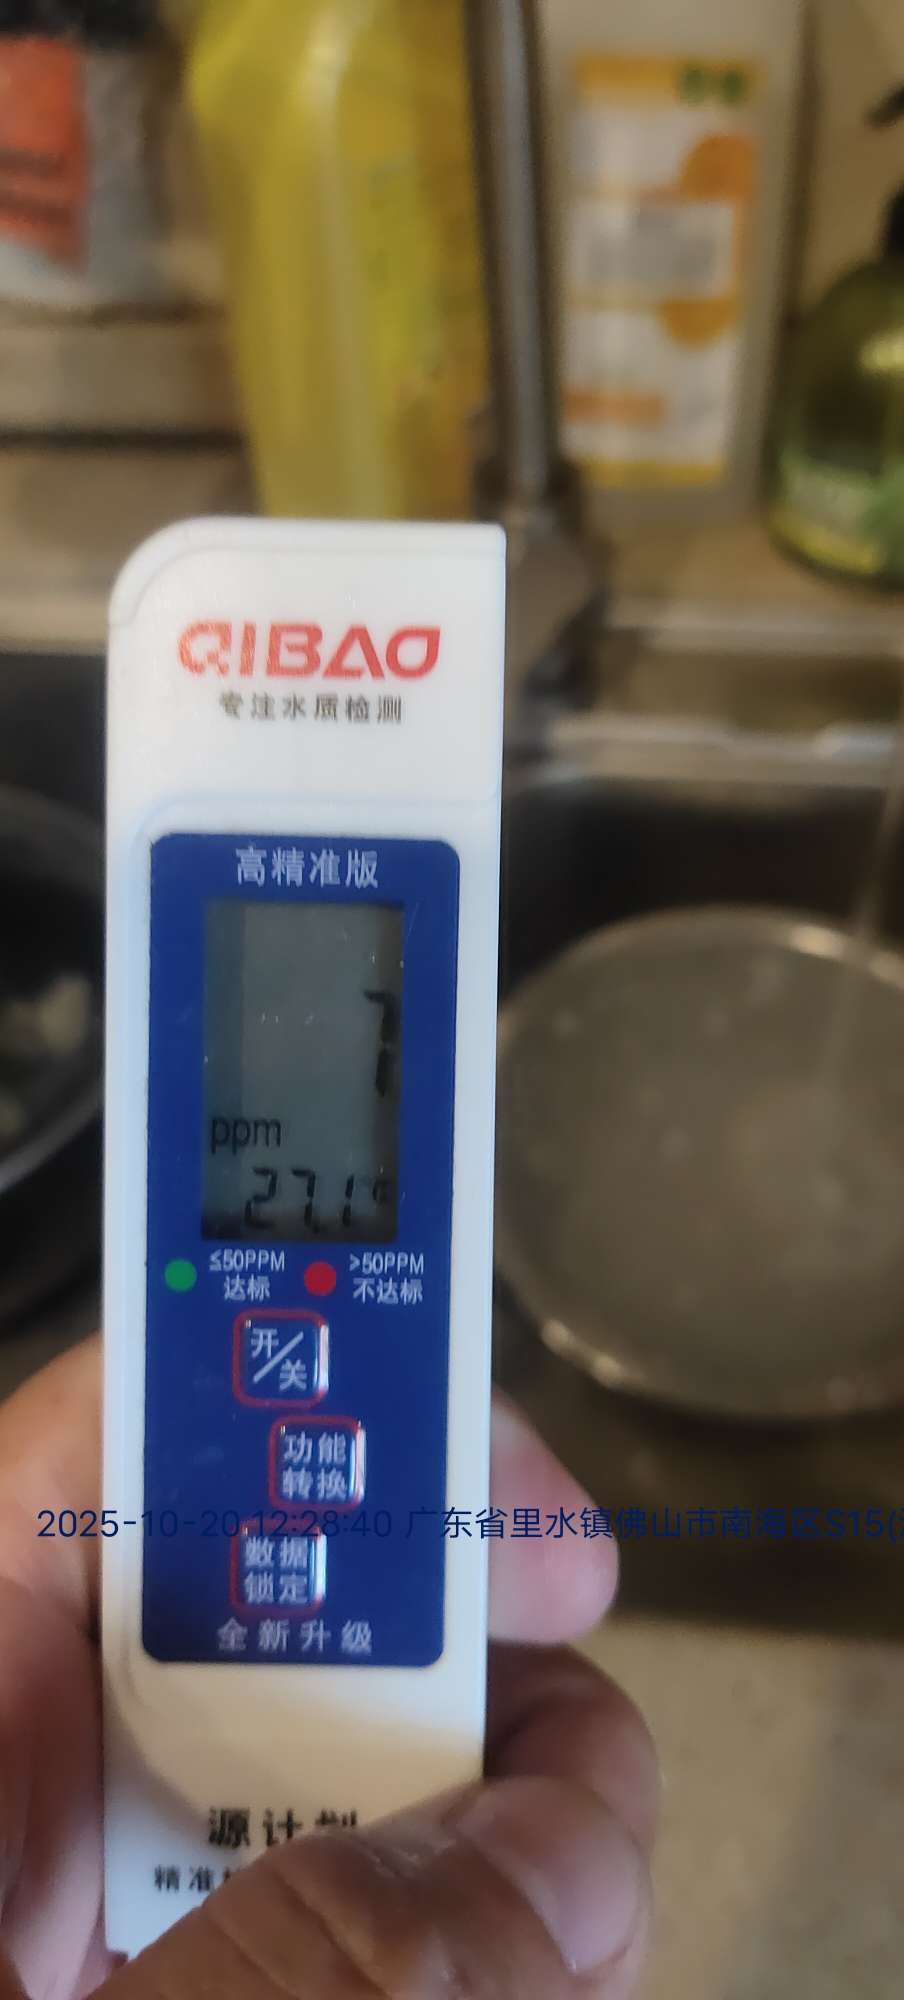 QIBAO
专注水质检测
高精准版
7
ppm
27.1°
≤50PPM
达标
>50PPM
不达标
开/关
功能
转换
2025-10-20 12:28:40 广东省里水镇佛山市南海区S15(
数据
锁定
全新升级
源计划
精准